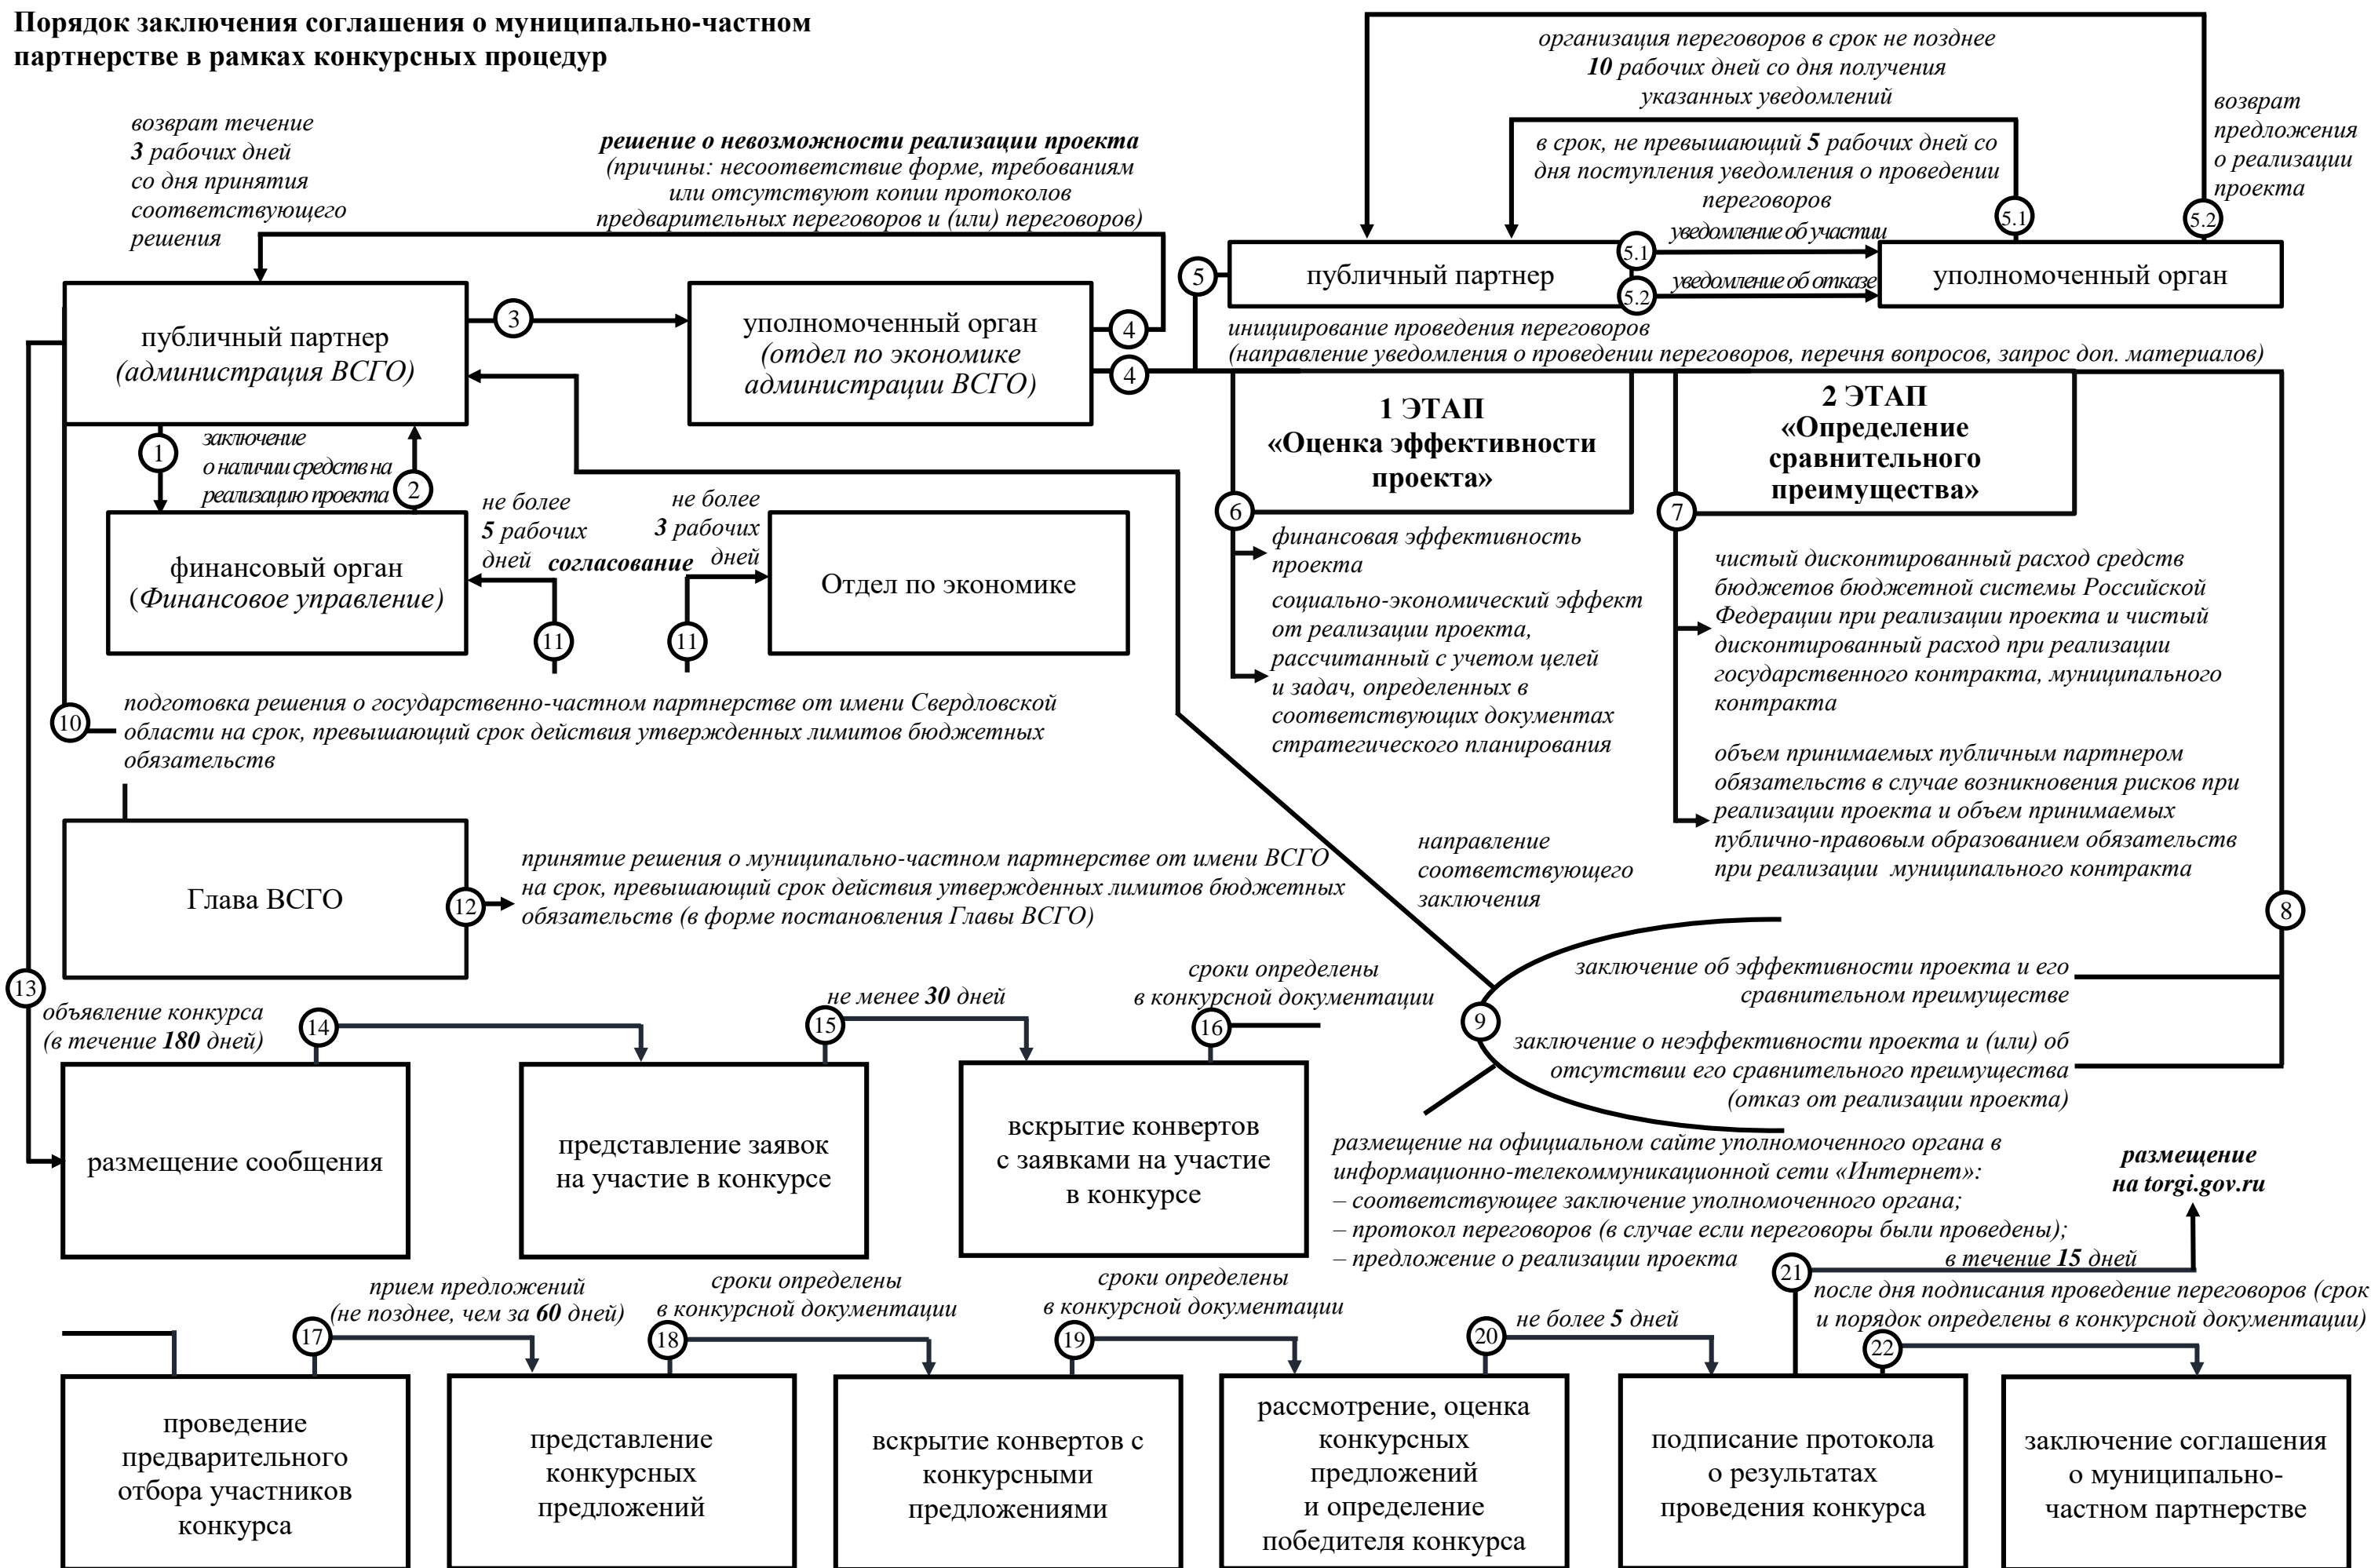 Порядок заключения соглашения о муниципально-частном
партнерстве в рамках конкурсных процедур
организация переговоров в срок не позднее
10 рабочих дней со дня получения
указанных уведомлений
возврат
предложения
о реализации
проекта
возврат течение
3 рабочих дней
со дня принятия
соответствующего
решения
решение о невозможности реализации проекта
(причины: несоответствие форме, требованиям
или отсутствуют копии протоколов
предварительных переговоров и (или) переговоров)
в срок, не превышающий 5 рабочих дней со
дня поступления уведомления о проведении
переговоров
5.1
5.2
уведомление об участии
5.1
5
публичный партнер
уполномоченный орган
уведомление об отказе
5.2
публичный партнер
(администрация ВСГО)
3
уполномоченный орган
(отдел по экономике
администрации ВСГО)
4
4
инициирование проведения переговоров
(направление уведомления о проведении переговоров, перечня вопросов, запрос доп. материалов)
1 ЭТАП
«Оценка эффективности
проекта»
2 ЭТАП
«Определение
сравнительного
преимущества»
1
заключение
о наличии средств на
реализацию проекта
2
не более
5 рабочих
дней
согласование
не более
3 рабочих
дней
6
7
финансовый орган
(Финансовое управление)
Отдел по экономике
11
11
финансовая эффективность
проекта
социально-экономический эффект
от реализации проекта,
рассчитанный с учетом целей
и задач, определенных в
соответствующих документах
стратегического планирования
чистый дисконтированный расход средств
бюджетов бюджетной системы Российской
Федерации при реализации проекта и чистый
дисконтированный расход при реализации
государственного контракта, муниципального
контракта
объем принимаемых публичным партнером
обязательств в случае возникновения рисков при
реализации проекта и объем принимаемых
публично-правовым образованием обязательств
при реализации муниципального контракта
10
подготовка решения о государственно-частном партнерстве от имени Свердловской
области на срок, превышающий срок действия утвержденных лимитов бюджетных
обязательств
Глава ВСГО
12
принятие решения о муниципально-частном партнерстве от имени ВСГО
на срок, превышающий срок действия утвержденных лимитов бюджетных
обязательств (в форме постановления Главы ВСГО)
направление
соответствующего
заключения
8
заключение об эффективности проекта и его
сравнительном преимуществе
9
заключение о неэффективности проекта и (или) об
отсутствии его сравнительного преимущества
(отказ от реализации проекта)
13
объявление конкурса
(в течение 180 дней)
14
15
не менее 30 дней
сроки определены
в конкурсной документации
16
размещение сообщения
представление заявок
на участие в конкурсе
вскрытие конвертов
с заявками на участие
в конкурсе
размещение на официальном сайте уполномоченного органа в
информационно-телекоммуникационной сети «Интернет»:
– соответствующее заключение уполномоченного органа;
– протокол переговоров (в случае если переговоры были проведены);
– предложение о реализации проекта
размещение
на torgi.gov.ru
21
в течение 15 дней
после дня подписания проведение переговоров (срок
и порядок определены в конкурсной документации)
17
прием предложений
(не позднее, чем за 60 дней)
18
сроки определены
в конкурсной документации
19
сроки определены
в конкурсной документации
20
не более 5 дней
22
проведение
предварительного
отбора участников
конкурса
представление
конкурсных
предложений
вскрытие конвертов с
конкурсными
предложениями
рассмотрение, оценка
конкурсных
предложений
и определение
победителя конкурса
подписание протокола
о результатах
проведения конкурса
заключение соглашения
о муниципально-
частном партнерстве